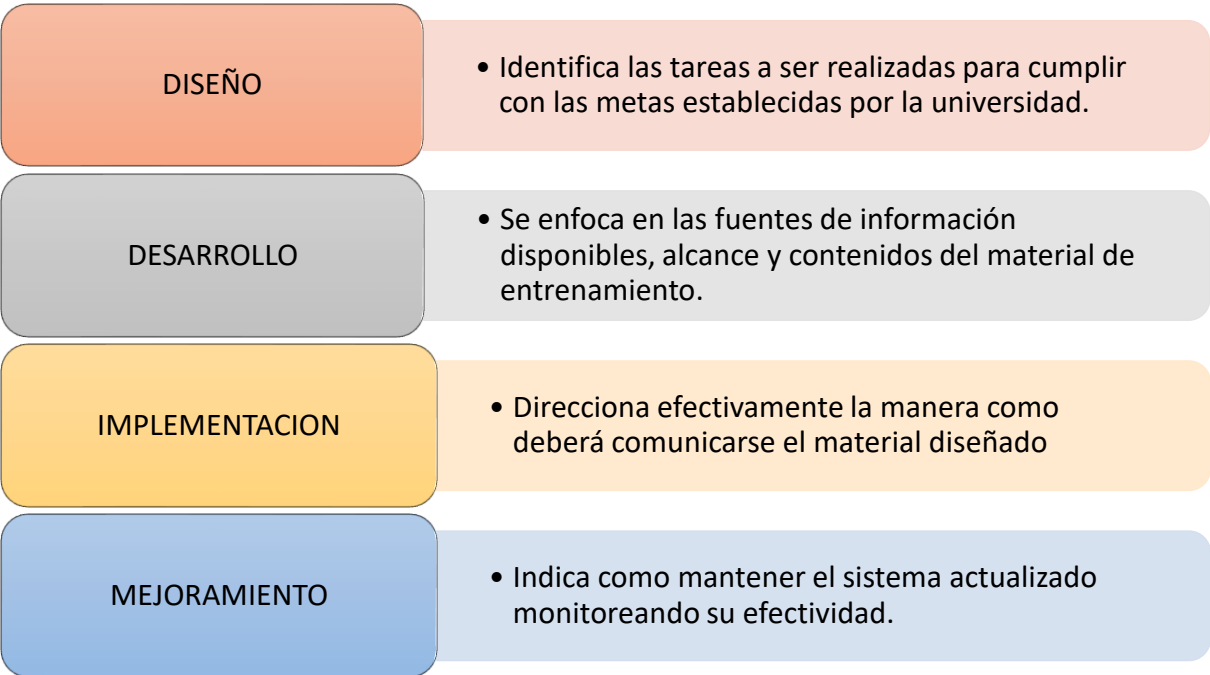 DISEÑO
• Identifica las tareas a ser realizadas para cumplir
con las metas establecidas por la universidad.
DESARROLLO
• Se enfoca en las fuentes de información
disponibles, alcance y contenidos del material de
entrenamiento.
IMPLEMENTACION
• Direcciona efectivamente la manera como
deberá comunicarse el material diseñado
MEJORAMIENTO
• Indica como mantener el sistema actualizado
monitoreando su efectividad.